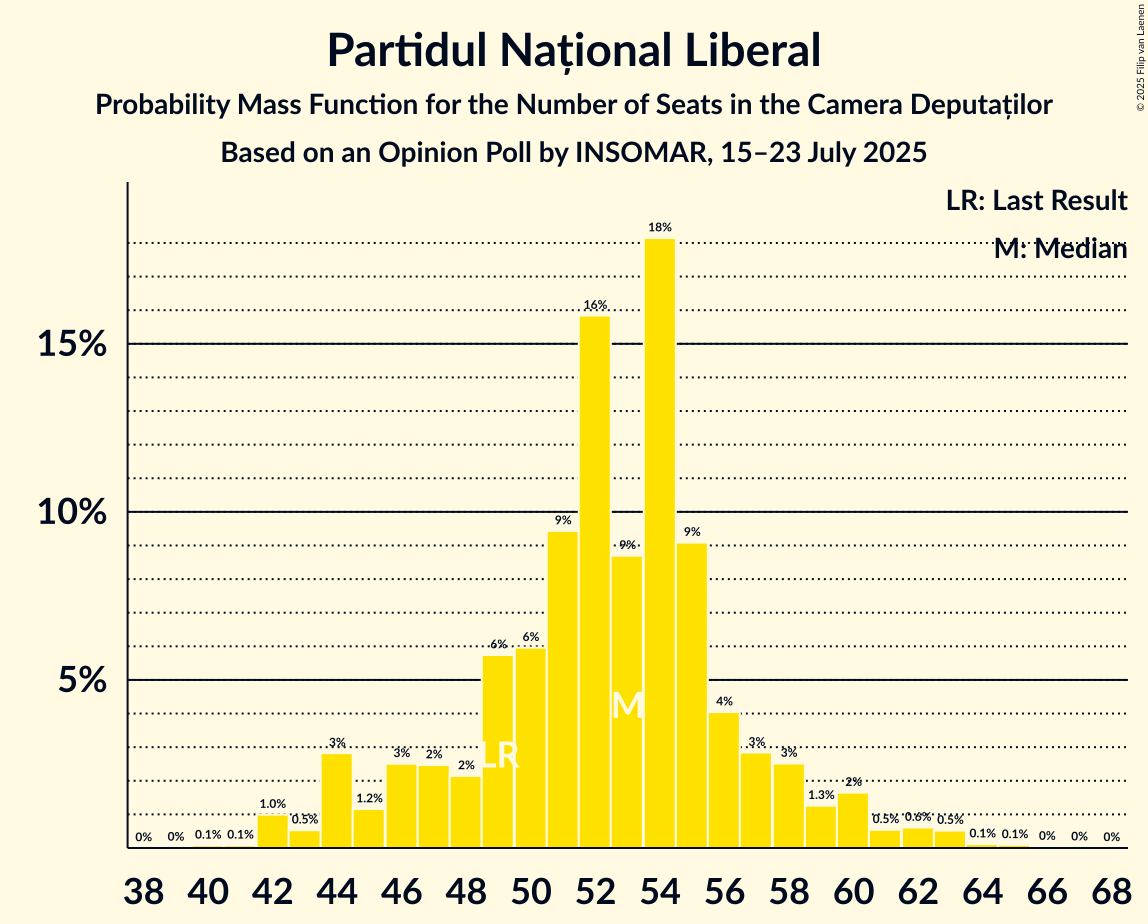 Partidul Național Liberal
Probability Mass Function for the Number of Seats in the Camera Deputaților
Based on an Opinion Poll by INSOMAR, 15–23 July 2025
© 2025 Filip van Laenen
LR: Last Result
M: Median
15%
10%
5%
0% 0% 0.1% 0.1% 1.0% 0.5% 3% 1.2% 3% 2% 2% 6% 6% 9% 16% 9% 18% 9% 4% 3% 3% 1.3% 2% 0.5% 0.6% 0.5% 0.1% 0.1% 0% 0% 0%
LR
M
38 40 42 44 46 48 50 52 54 56 58 60 62 64 66 68